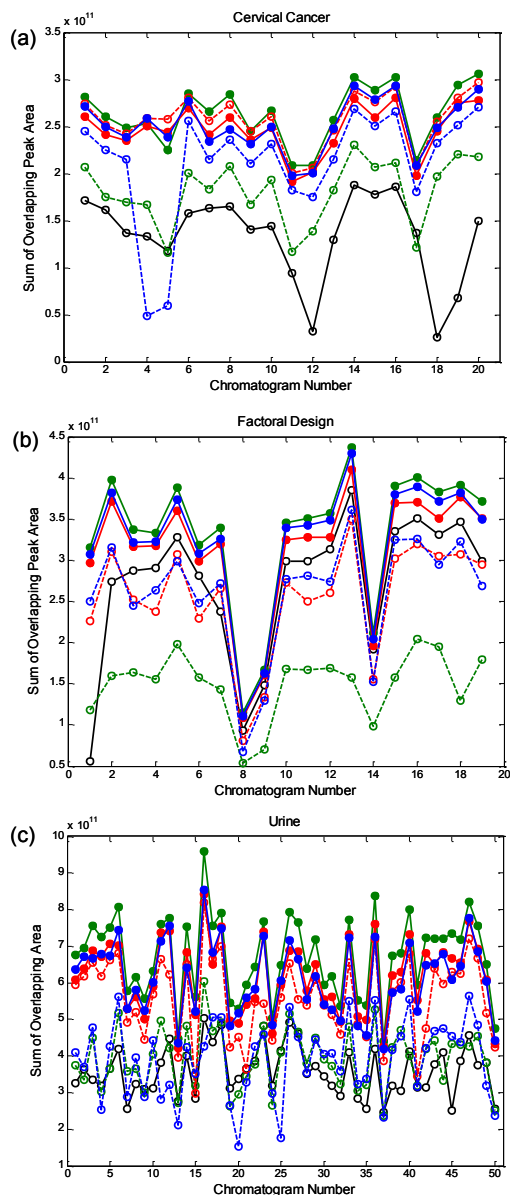 (a)
Cervical Cancer
x 10^11
3.5
3
2.5
2
1.5
1
0.5
0
0 2 4 6 8 10 12 14 16 18 20
Sum of Overlapping Peak Area
Chromatogram Number
(b)
Factoral Design
x 10^11
4.5
4
3.5
3
2.5
2
1.5
1
0.5
0 2 4 6 8 10 12 14 16 18 20
Sum of Overlapping Peak Area
Chromatogram Number
(c)
Urine
x 10^11
10
9
8
7
6
5
4
3
2
1
0 5 10 15 20 25 30 35 40 45 50
Sum of Overlapping Area
Chromatogram Number